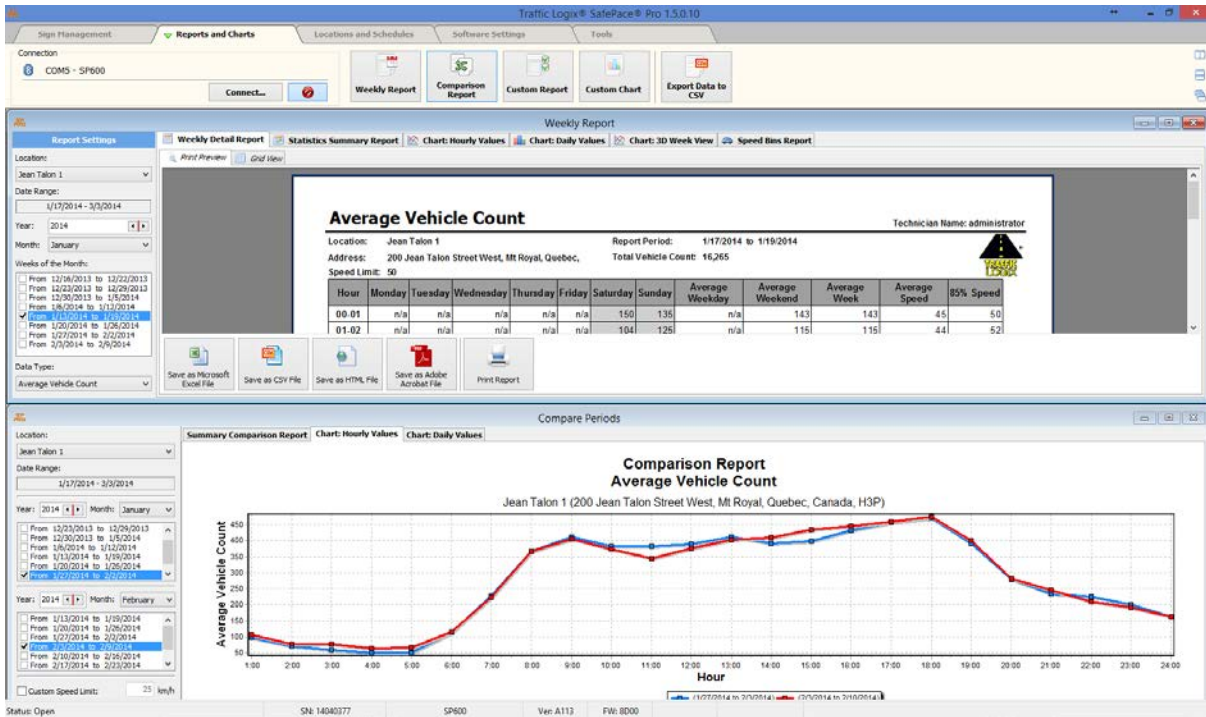 Traffic Logix® SafePace® Pro 1.5.0.10
Sign Management
Reports and Charts
Locations and Schedules
Software Settings
Tools
Connection
COM5 - SP600
Connect...
Weekly Report
Comparison Report
Custom Report
Custom Chart
Export Data to CSV
Weekly Report
Report Settings
Location:
Jean Talon 1
Date Range:
1/17/2014 - 3/3/2014
Year: 2014
Month: January
Weeks of the Month:
From 12/16/2013 to 12/22/2013
From 12/23/2013 to 12/29/2013
From 12/30/2013 to 1/5/2014
From 1/6/2014 to 1/12/2014
From 1/13/2014 to 1/19/2014
From 1/20/2014 to 1/26/2014
From 1/27/2014 to 2/2/2014
From 2/3/2014 to 2/9/2014
Data Type:
Average Vehicle Count
Weekly Detail Report
Statistics Summary Report
Chart: Hourly Values
Chart: Daily Values
Chart: 3D Week View
Speed Bins Report
Print Preview
Grid View
Average Vehicle Count
Technician Name: administrator
Location: Jean Talon 1
Report Period: 1/17/2014 to 1/19/2014
Address: 200 Jean Talon Street West, Mt Royal, Quebec,
Total Vehicle Count: 16,265
Speed Limit: 50
TRAFFIC LOGIX
Hour Monday Tuesday Wednesday Thursday Friday Saturday Sunday Average Weekday Average Weekend Average Week Average Speed 85% Speed
00-01 n/a n/a n/a n/a n/a 150 135 n/a 143 143 45 50
01-02 n/a n/a n/a n/a n/a 104 125 n/a 115 115 44 52
Save as Microsoft Excel File
Save as CSV File
Save as HTML File
Save as Adobe Acrobat File
Print Report
Compare Periods
Location:
Jean Talon 1
Date Range:
1/17/2014 - 3/3/2014
Year: 2014 Month: January
From 12/23/2013 to 12/29/2013
From 12/30/2013 to 1/5/2014
From 1/6/2014 to 1/12/2014
From 1/13/2014 to 1/19/2014
From 1/20/2014 to 1/26/2014
From 1/27/2014 to 2/2/2014
Year: 2014 Month: February
From 1/13/2014 to 1/19/2014
From 1/20/2014 to 1/26/2014
From 1/27/2014 to 2/2/2014
From 2/3/2014 to 2/9/2014
From 2/10/2014 to 2/16/2014
From 2/17/2014 to 2/23/2014
Custom Speed Limit: 25 km/h
Summary Comparison Report
Chart: Hourly Values
Chart: Daily Values
Comparison Report
Average Vehicle Count
Jean Talon 1 (200 Jean Talon Street West, Mt Royal, Quebec, Canada, H3P)
Average Vehicle Count
450
400
350
300
250
200
150
100
50
1:00 2:00 3:00 4:00 5:00 6:00 7:00 8:00 9:00 10:00 11:00 12:00 13:00 14:00 15:00 16:00 17:00 18:00 19:00 20:00 21:00 22:00 23:00 24:00
Hour
(1/27/2014 to 2/3/2014) (2/3/2014 to 2/10/2014)
Status: Open
SN: 14040377
SP600
Ver: A113
FW: 8D00